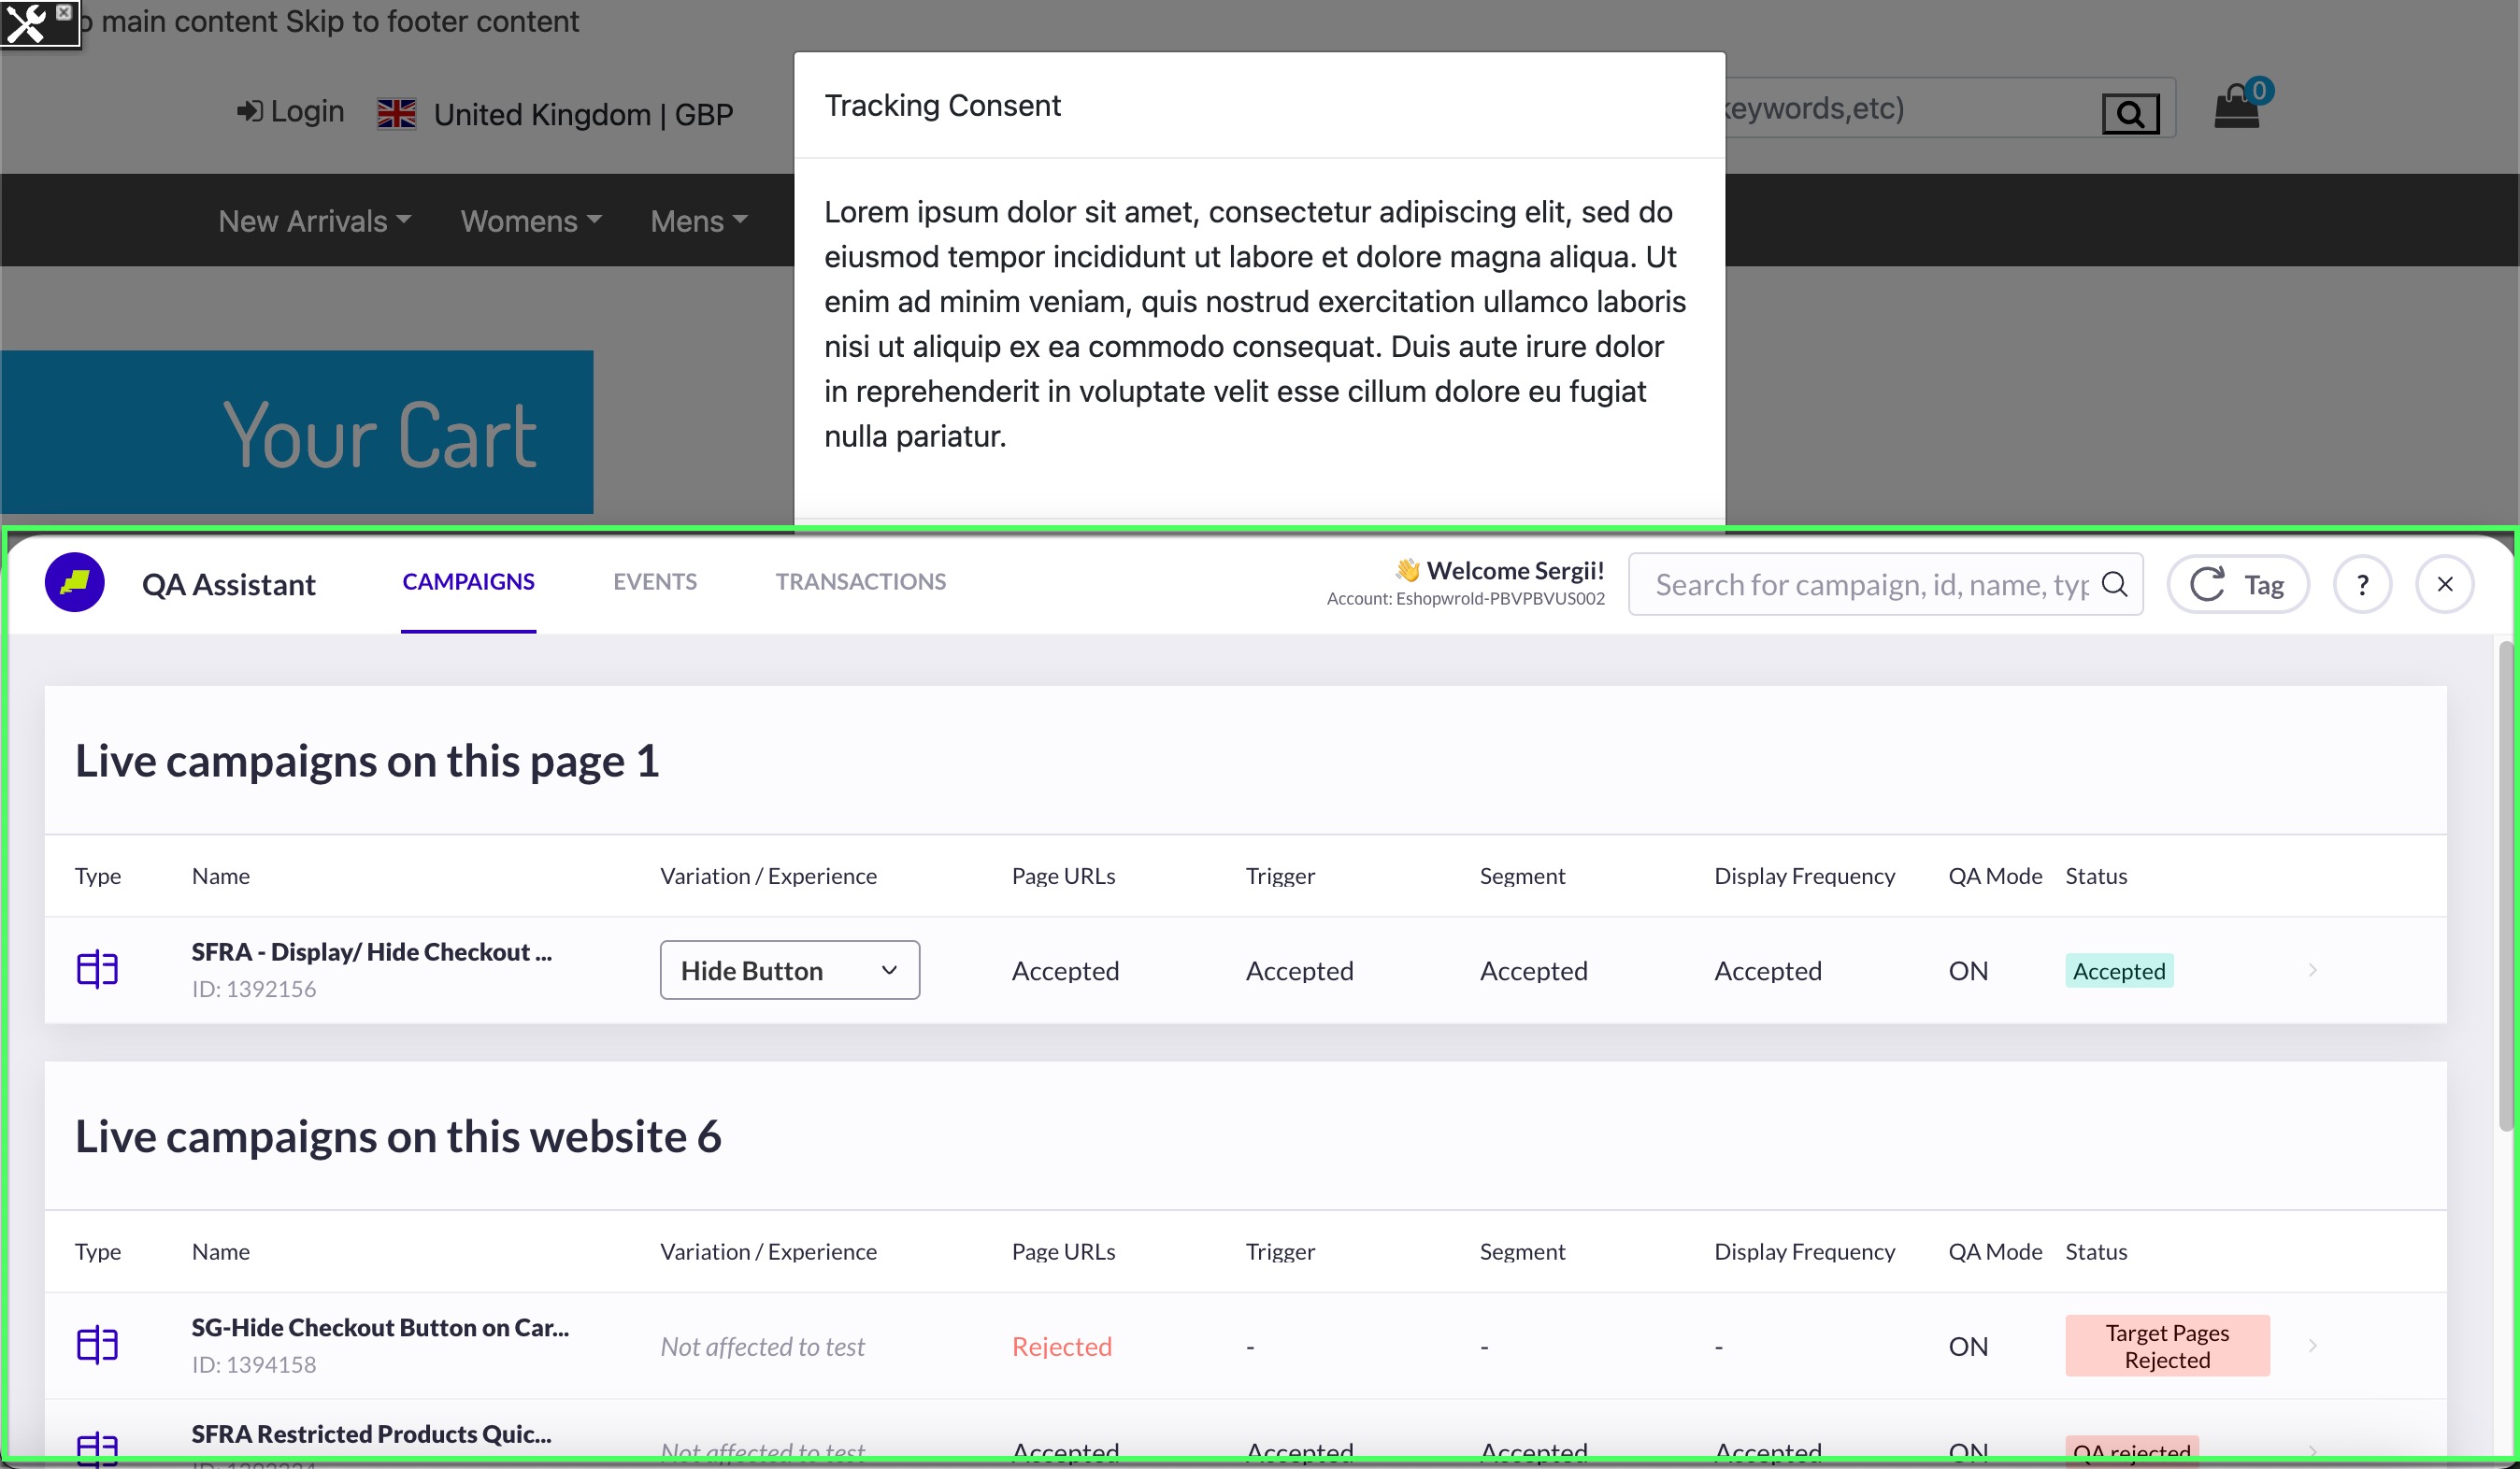 o main content Skip to footer content
Login United Kingdom | GBP
keywords,etc)
0
Tracking Consent
New Arrivals Womens Mens
Lorem ipsum dolor sit amet, consectetur adipiscing elit, sed do
eiusmod tempor incididunt ut labore et dolore magna aliqua. Ut
enim ad minim veniam, quis nostrud exercitation ullamco laboris
nisi ut aliquip ex ea commodo consequat. Duis aute irure dolor
in reprehenderit in voluptate velit esse cillum dolore eu fugiat
nulla pariatur.
Your Cart
QA Assistant CAMPAIGNS EVENTS TRANSACTIONS
👋 Welcome Sergii!
Account: Eshopwrold-PBVPBVUS002
Search for campaign, id, name, typ
Tag ?
Live campaigns on this page 1
Type Name Variation / Experience Page URLs Trigger Segment Display Frequency QA Mode Status
SFRA - Display/ Hide Checkout ...
ID: 1392156
Hide Button Accepted Accepted Accepted Accepted ON Accepted
Live campaigns on this website 6
Type Name Variation / Experience Page URLs Trigger Segment Display Frequency QA Mode Status
SG-Hide Checkout Button on Car...
ID: 1394158
Not affected to test Rejected - - - ON Target Pages
Rejected
SFRA Restricted Products Quic...
Not affected to test Accepted Accepted Accepted Accepted ON QA rejected